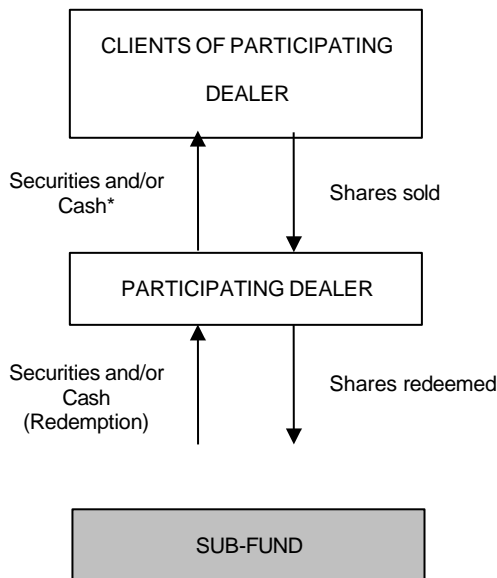 CLIENTS OF PARTICIPATING
DEALER
Securities and/or
Cash*
Shares sold
PARTICIPATING DEALER
Securities and/or
Cash
(Redemption)
Shares redeemed
SUB-FUND